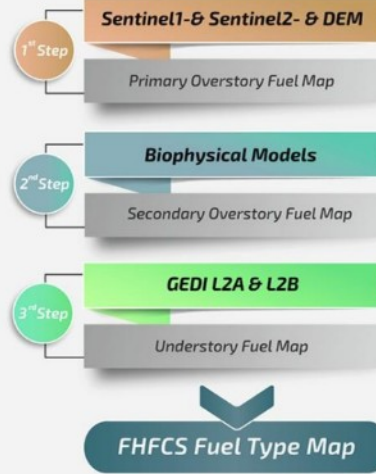 Sentinel1-& Sentinel2- & DEM
1st Step
Primary Overstory Fuel Map
Biophysical Models
2nd Step
Secondary Overstory Fuel Map
GEDI L2A & L2B
3rd Step
Understory Fuel Map
FHFCS Fuel Type Map